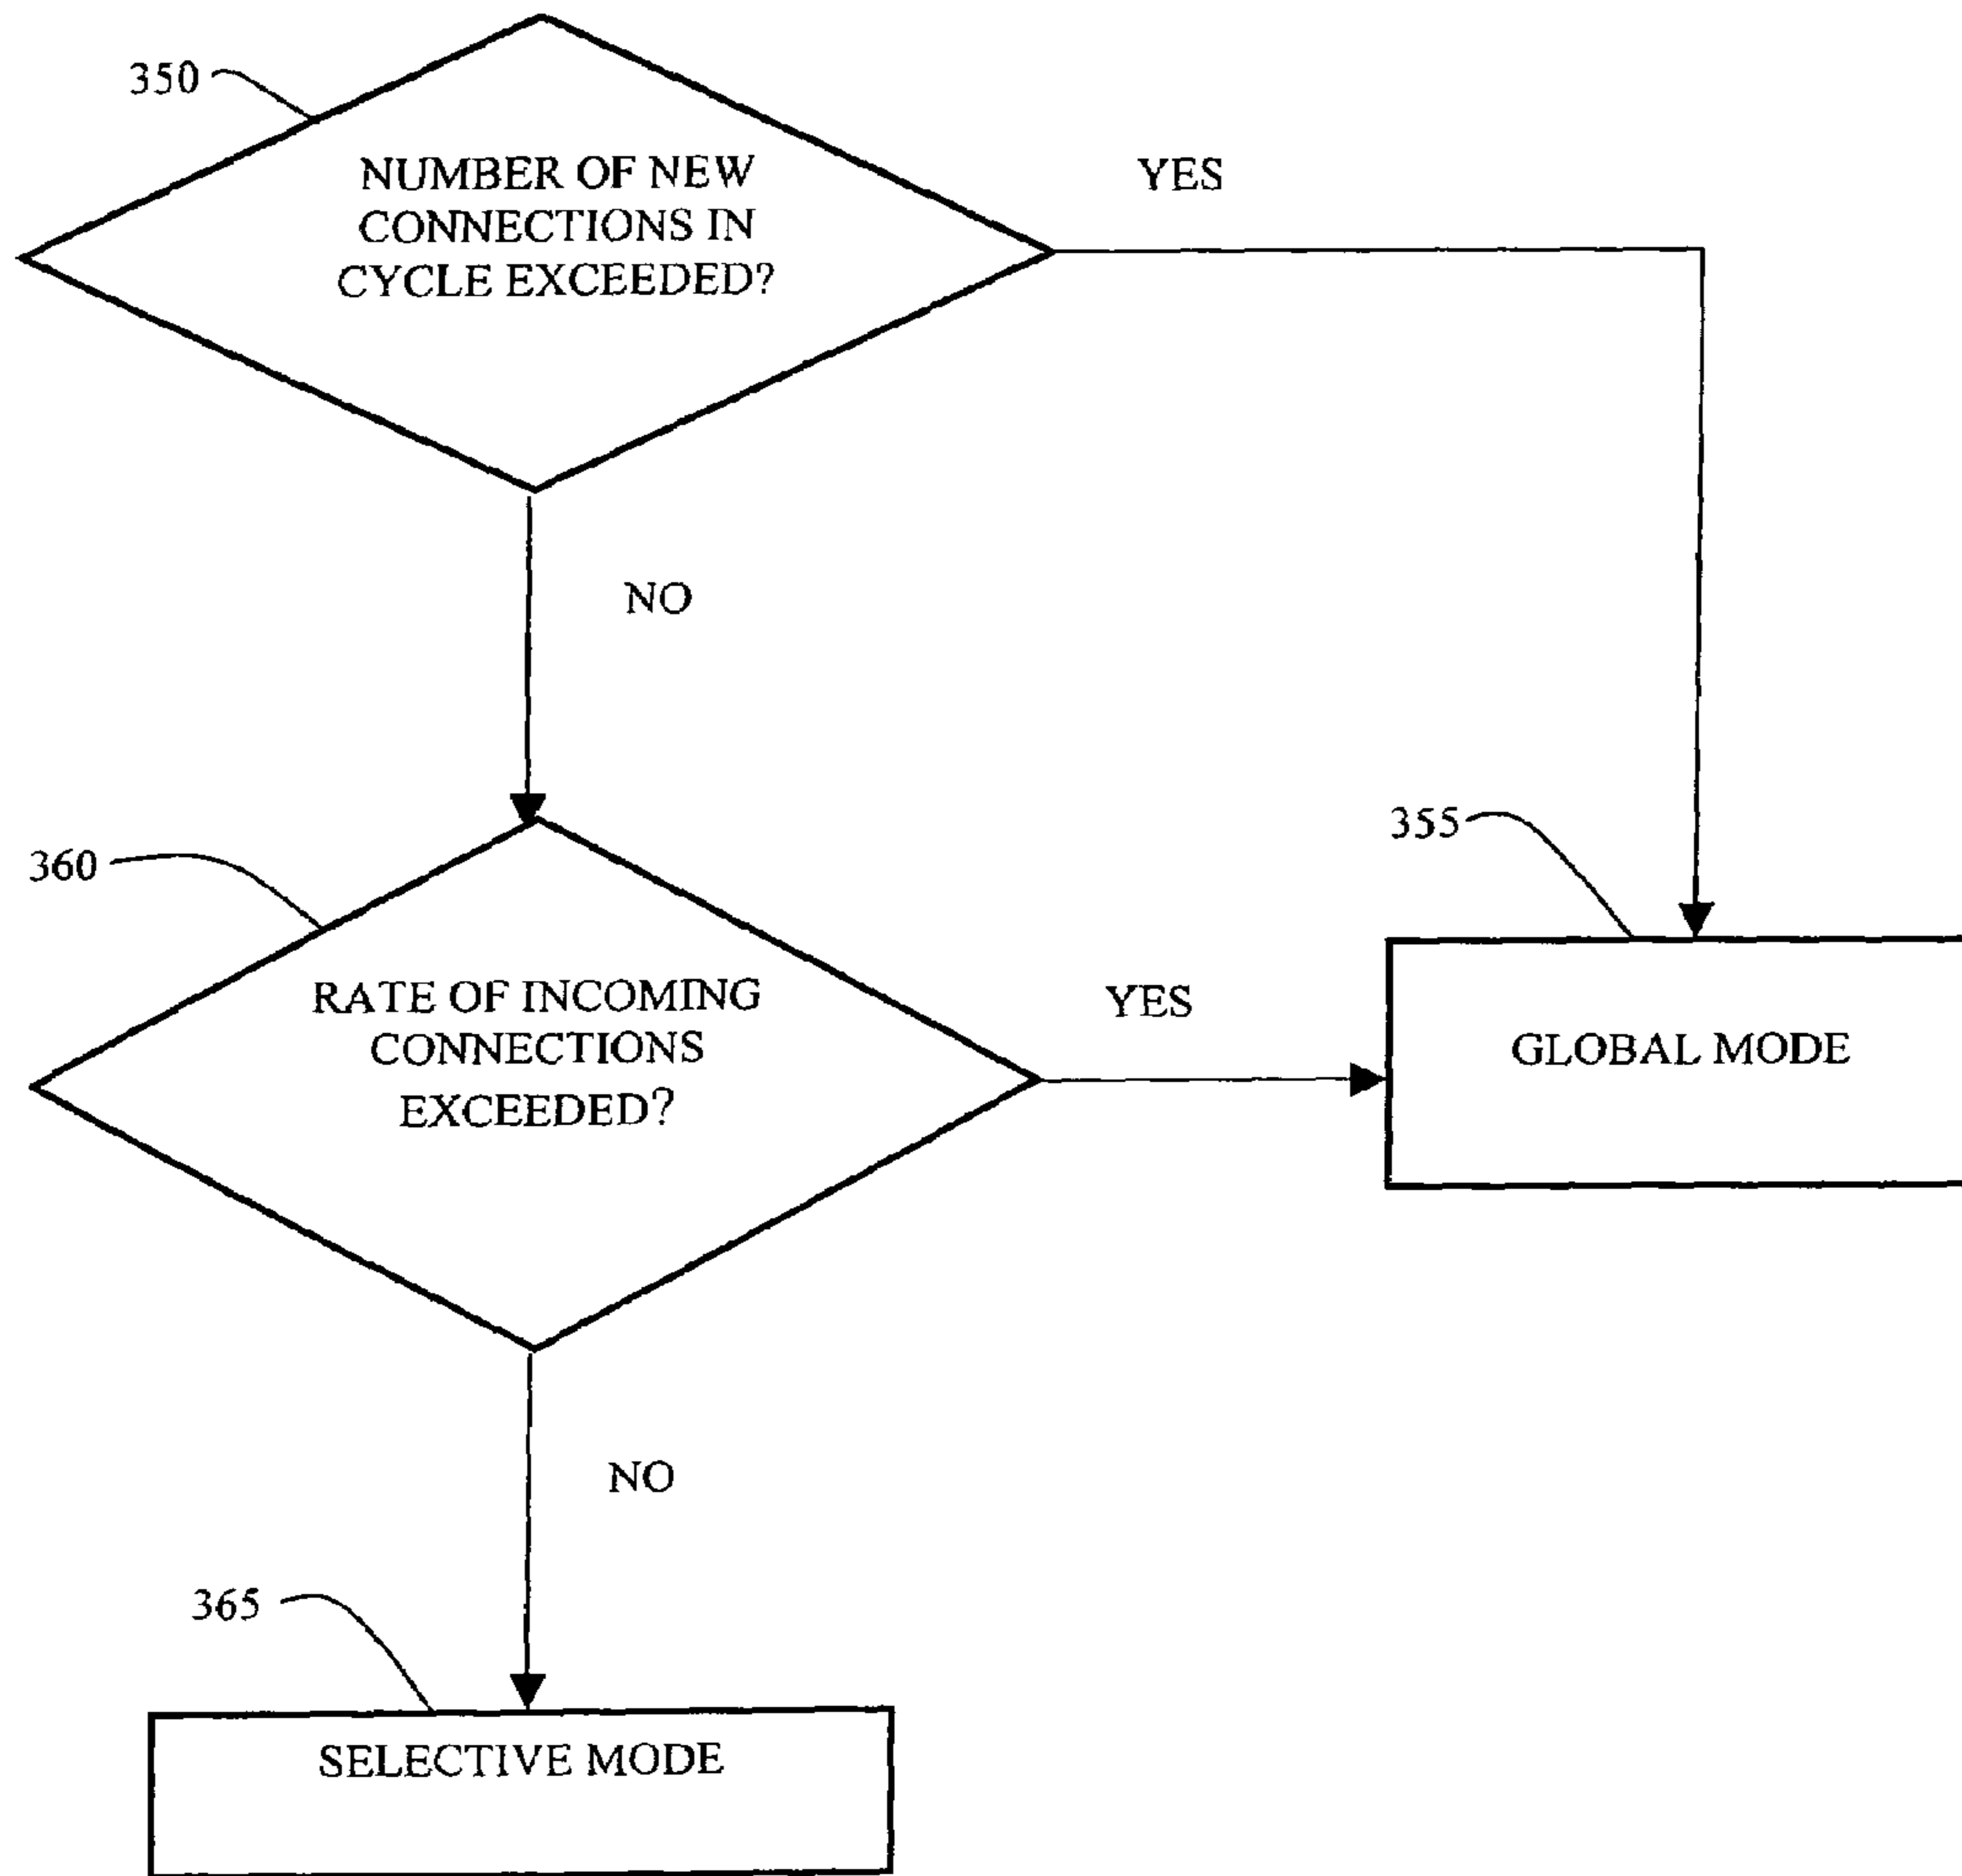 350
NUMBER OF NEW
CONNECTIONS IN
CYCLE EXCEEDED?
YES
NO
355
360
RATE OF INCOMING
CONNECTIONS
EXCEEDED?
YES
GLOBAL MODE
NO
365
SELECTIVE MODE